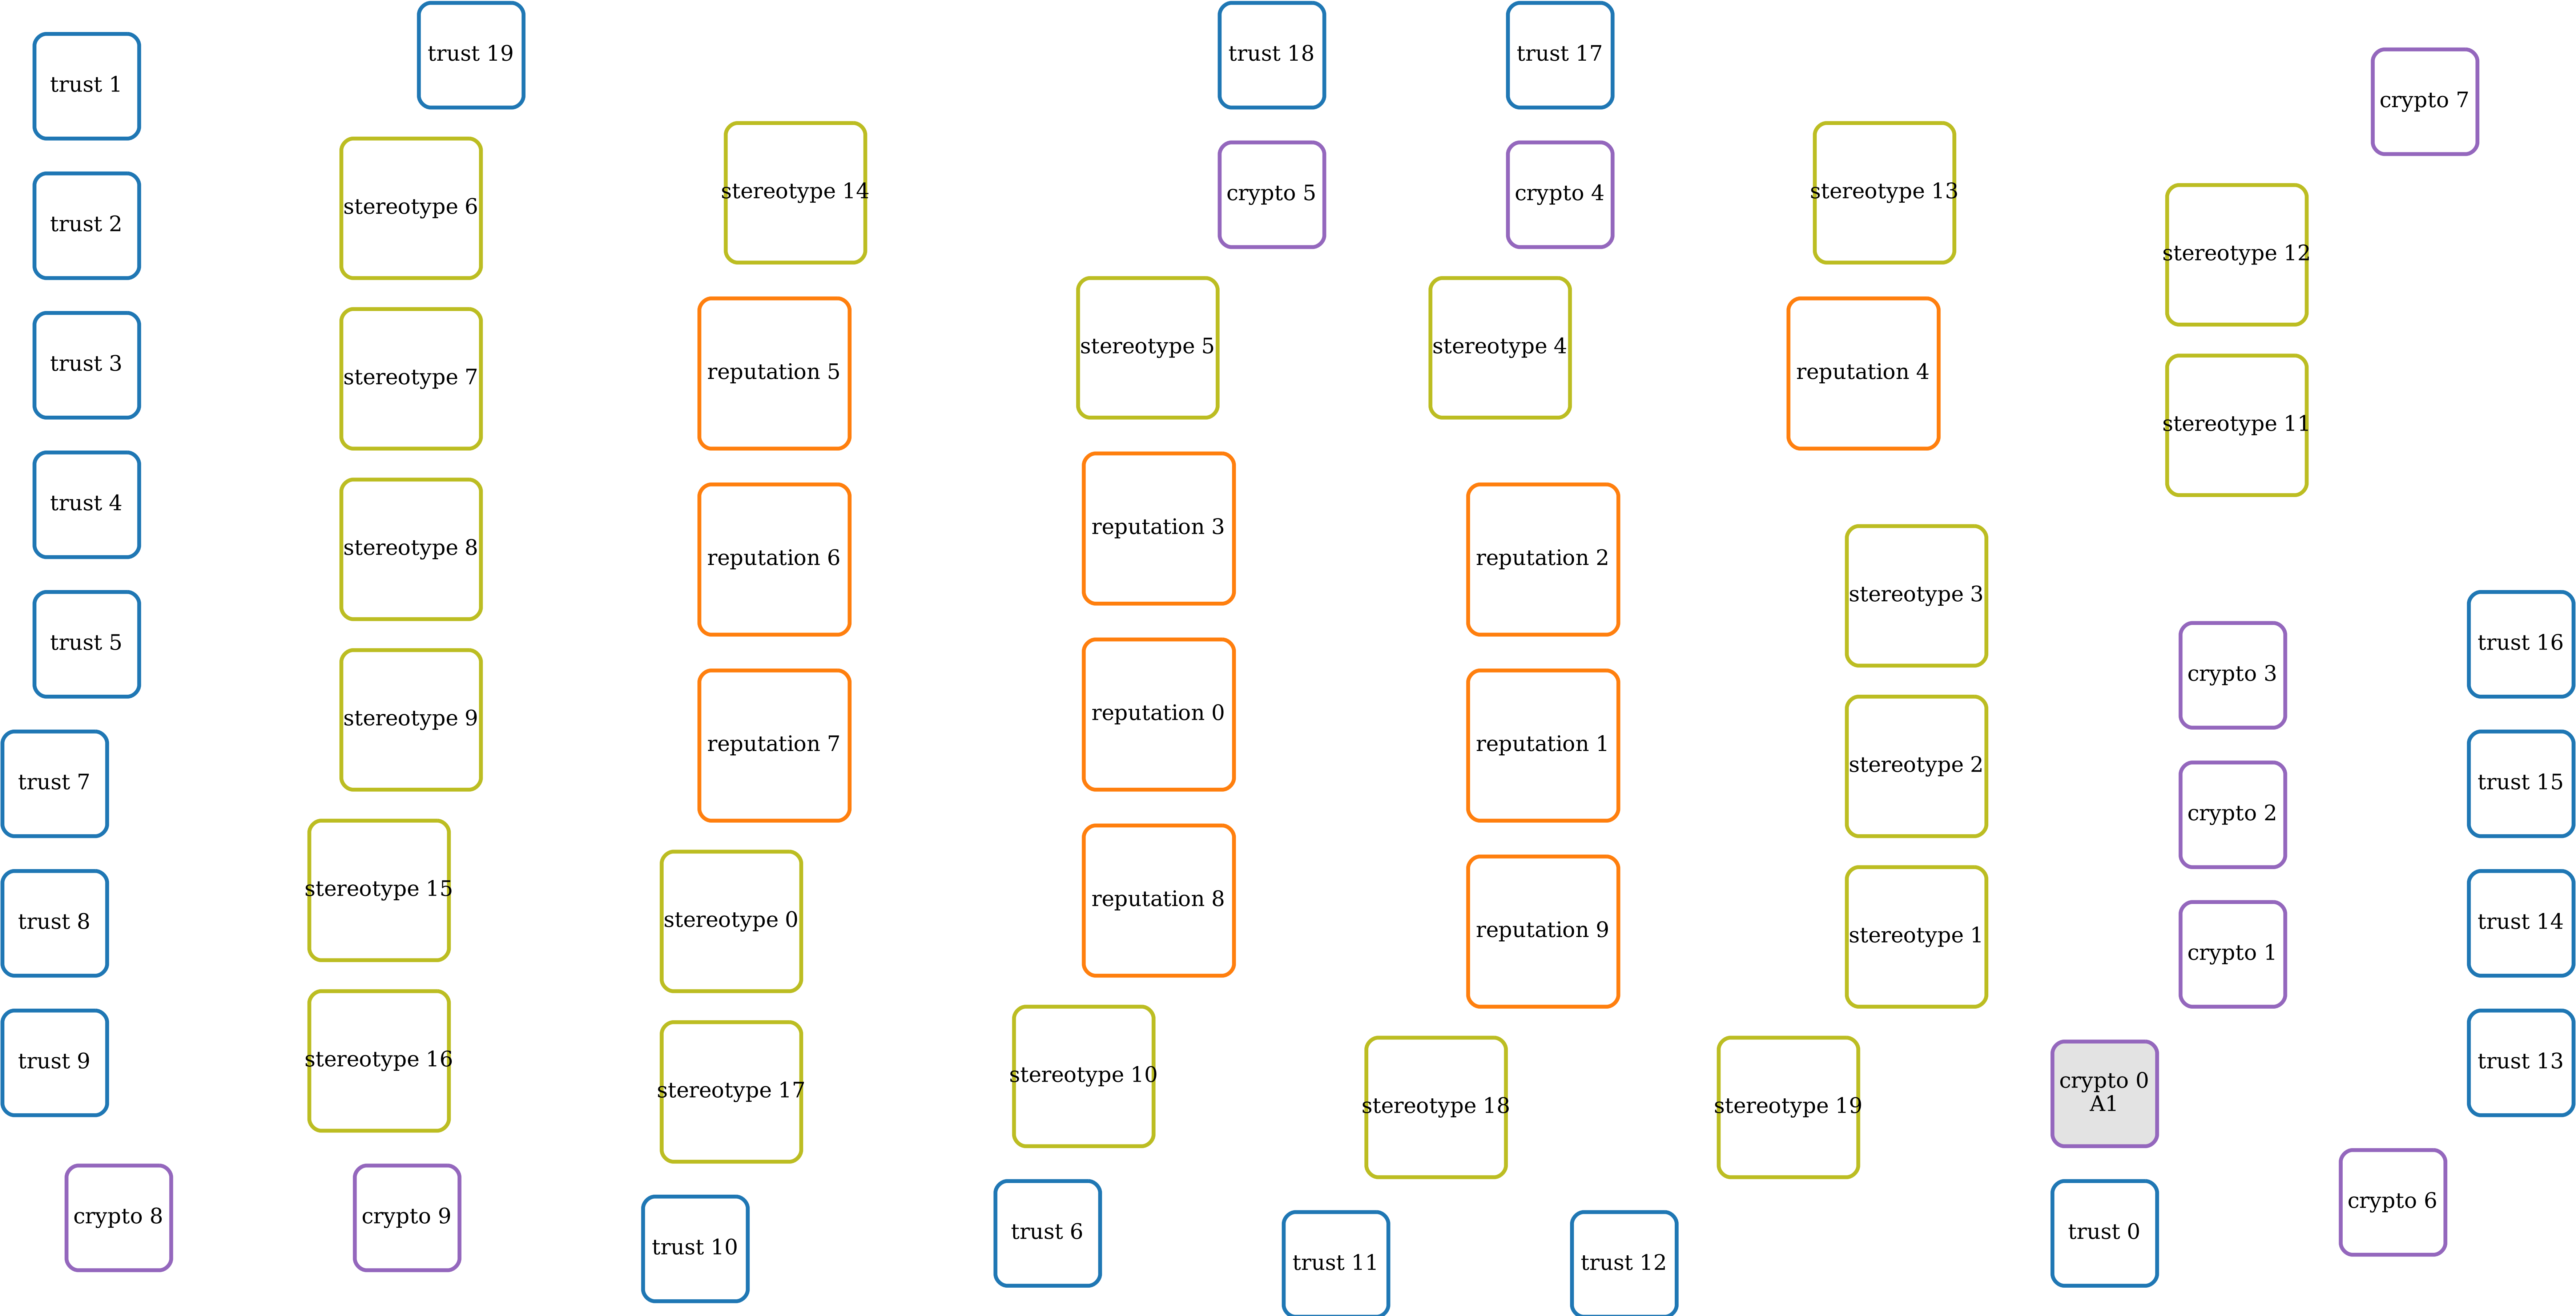 trust 19
trust 18
trust 17
trust 1
crypto 7
stereotype 14
stereotype 13
crypto 5
crypto 4
stereotype 6
trust 2
stereotype 12
stereotype 5
stereotype 4
trust 3
reputation 5
reputation 4
stereotype 7
stereotype 11
trust 4
reputation 3
stereotype 8
reputation 6
reputation 2
stereotype 3
trust 5
trust 16
crypto 3
reputation 0
stereotype 9
reputation 7
reputation 1
stereotype 2
trust 7
trust 15
crypto 2
stereotype 15
reputation 8
trust 8
stereotype 0
trust 14
reputation 9
stereotype 1
crypto 1
stereotype 16
trust 9
trust 13
stereotype 10
crypto 0
A1
stereotype 17
stereotype 18
stereotype 19
crypto 6
crypto 8
crypto 9
trust 6
trust 0
trust 10
trust 11
trust 12